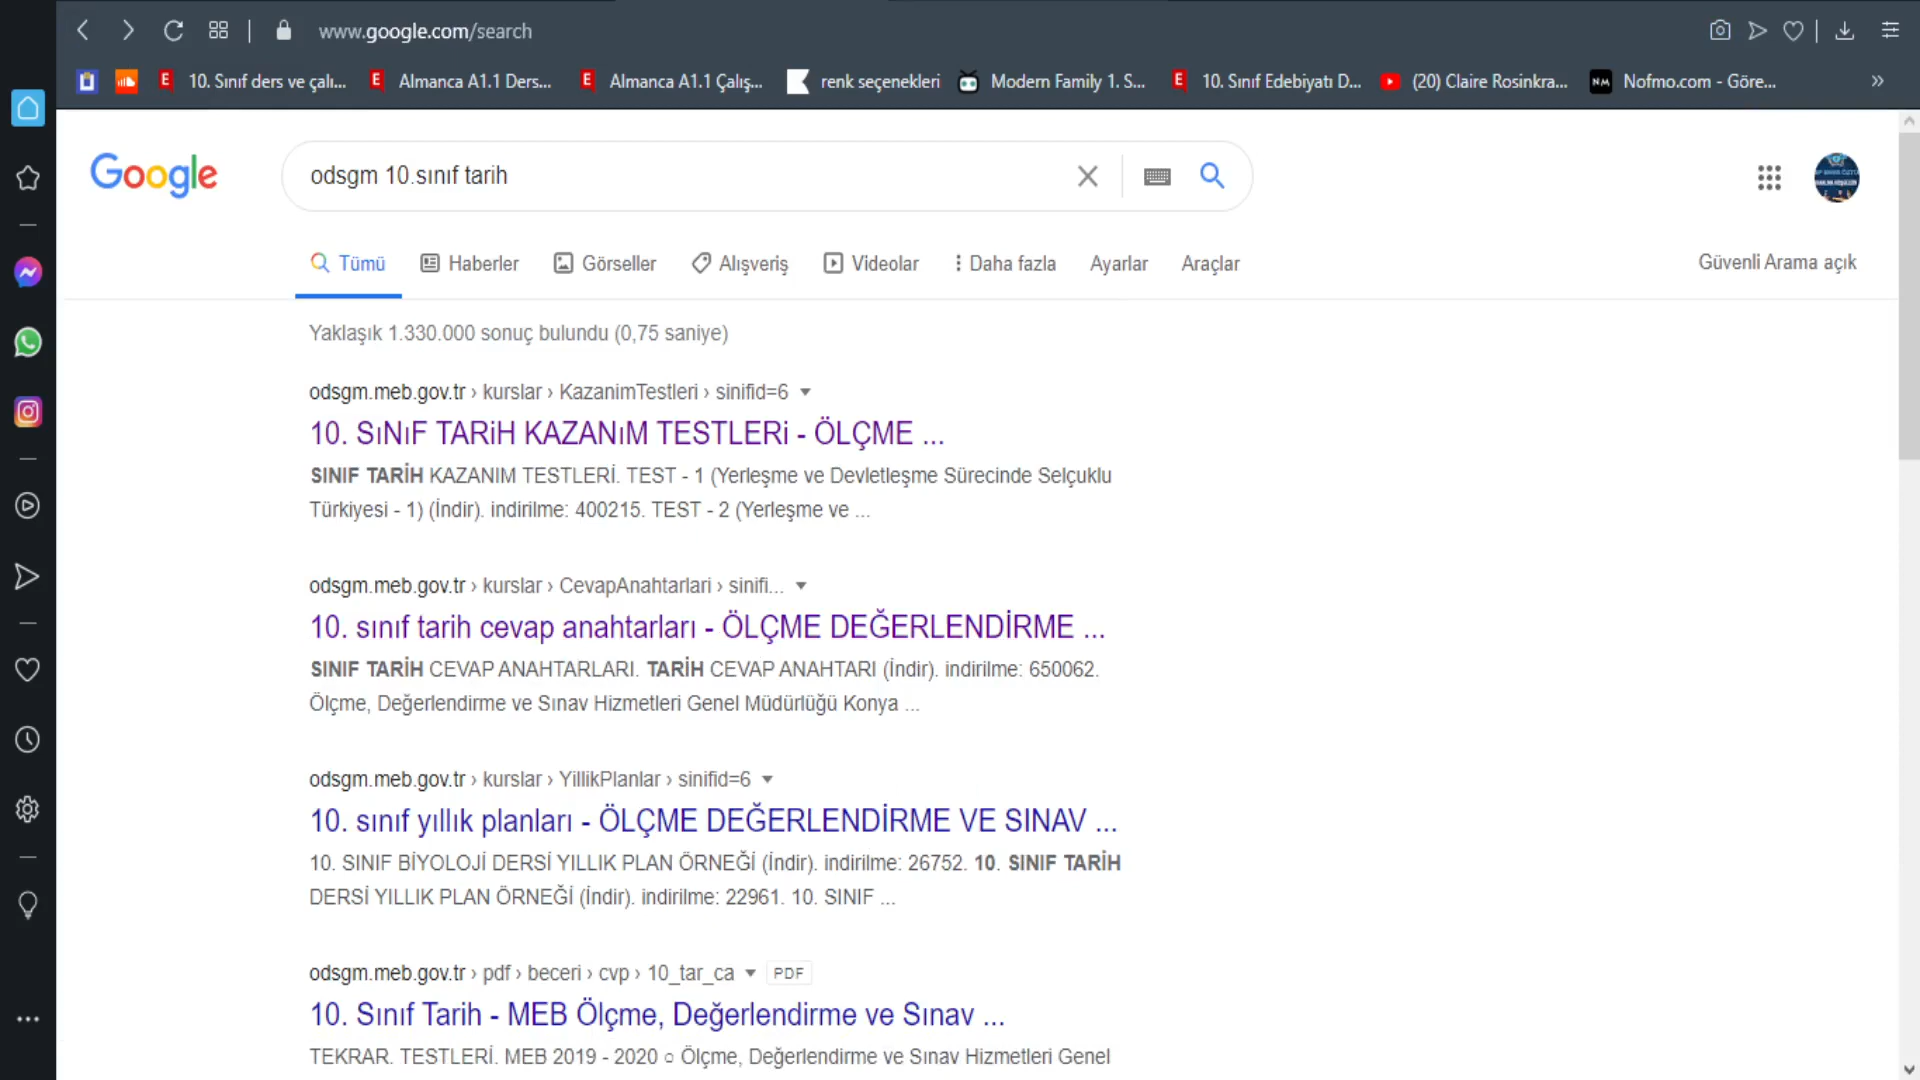 www.google.com/search
10. Sınıf ders ve çalı... Almanca A1.1 Ders... Almanca A1.1 Çalış... renk seçenekleri Modern Family 1. S... 10. Sınıf Edebiyatı D... (20) Claire Rosinkra... NM Nofmo.com - Göre...
Google odsgm 10.sınıf tarih
Tümü Haberler Görseller Alışveriş Videolar Daha fazla Ayarlar Araçlar Güvenli Arama açık
Yaklaşık 1.330.000 sonuç bulundu (0,75 saniye)
odsgm.meb.gov.tr › kurslar › KazanimTestleri › sinifid=6
10. SıNıF TARiH KAZANıM TESTLERi - ÖLÇME ...
SINIF TARİH KAZANIM TESTLERİ. TEST - 1 (Yerleşme ve Devletleşme Sürecinde Selçuklu
Türkiyesi - 1) (İndir). indirilme: 400215. TEST - 2 (Yerleşme ve ...
odsgm.meb.gov.tr › kurslar › CevapAnahtarlari › sinifi...
10. sınıf tarih cevap anahtarları - ÖLÇME DEĞERLENDİRME ...
SINIF TARİH CEVAP ANAHTARLARI. TARİH CEVAP ANAHTARI (İndir). indirilme: 650062.
Ölçme, Değerlendirme ve Sınav Hizmetleri Genel Müdürlüğü Konya ...
odsgm.meb.gov.tr › kurslar › YillikPlanlar › sinifid=6
10. sınıf yıllık planları - ÖLÇME DEĞERLENDİRME VE SINAV ...
10. SINIF BİYOLOJİ DERSİ YILLIK PLAN ÖRNEĞİ (İndir). indirilme: 26752. 10. SINIF TARİH
DERSİ YILLIK PLAN ÖRNEĞİ (İndir). indirilme: 22961. 10. SINIF ...
odsgm.meb.gov.tr › pdf › beceri › cvp › 10_tar_ca PDF
10. Sınıf Tarih - MEB Ölçme, Değerlendirme ve Sınav ...
TEKRAR. TESTLERİ. MEB 2019 - 2020 ○ Ölçme, Değerlendirme ve Sınav Hizmetleri Genel